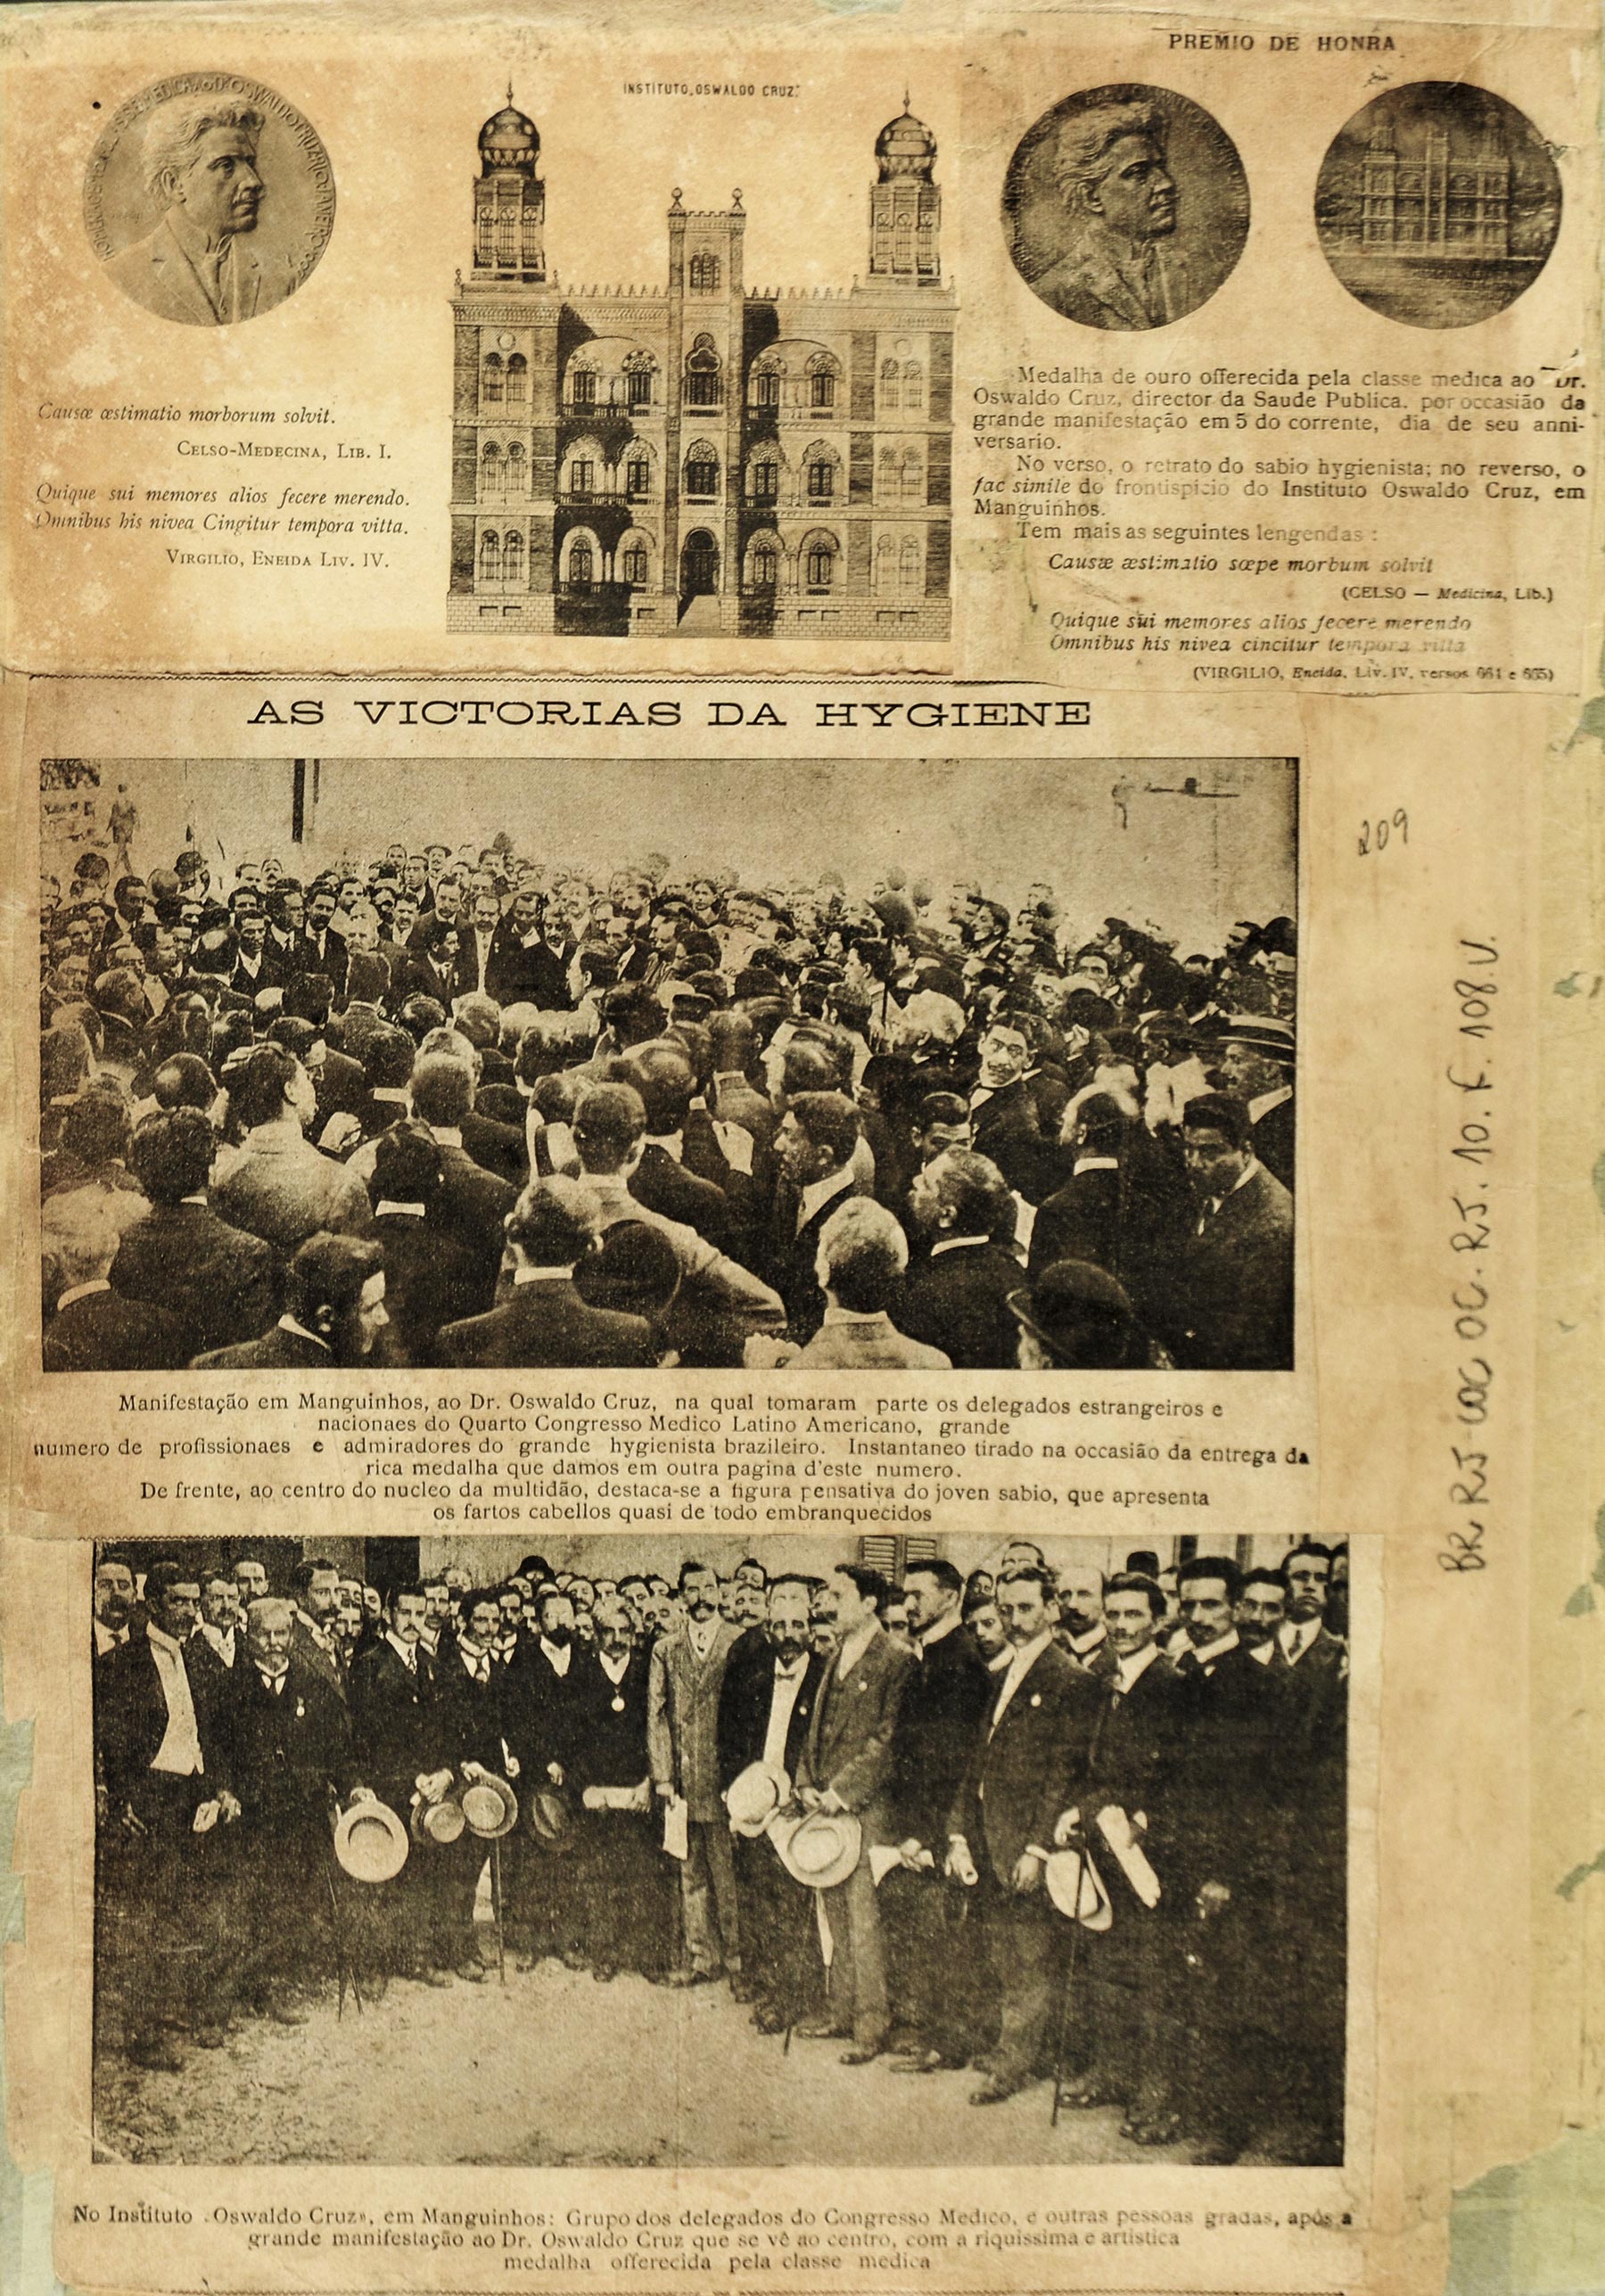 PREMIO DE HONRA
INSTITUTO OSWALDO CRUZ
Causæ æstimatio morborum solvit.
CELSO-MEDECINA, LIB. I.
Quique sui memores alios fecere merendo.
Omnibus his nivea Cingitur tempora vitta.
VIRGILIO, ENEIDA LIV. IV.
Medalha de ouro offerecida pela classe medica ao Dr.
Oswaldo Cruz, director da Saude Publica. por occasião da
grande manifestação em 5 do corrente, dia de seu anni-
versario.
No verso, o retrato do sabio hygienista; no reverso, o
fac simile do frontispicio do Instituto Oswaldo Cruz, em
Manguinhos.
Tem mais as seguintes lengendas :
Causæ æstimatio sœpe morbum solvit
(CELSO — Medicina, Lib.)
Quique sui memores alios fecere merendo
Omnibus his nivea cincitur tempora vitta
(VIRGILIO, Eneida, Liv. IV, versos 661 e 665)
AS VICTORIAS DA HYGIENE
209
BR RJ COC OC. RJ. 10. f. 108.v.
Manifestação em Manguinhos, ao Dr. Oswaldo Cruz, na qual tomaram parte os delegados estrangeiros e
nacionaes do Quarto Congresso Medico Latino Americano, grande
numero de profissionaes e admiradores do grande hygienista brazileiro. Instantaneo tirado na occasião da entrega da
rica medalha que damos em outra pagina d'este numero.
De frente, ao centro do nucleo da multidão, destaca-se a figura pensativa do joven sabio, que apresenta
os fartos cabellos quasi de todo embranquecidos
No Instituto «Oswaldo Cruz», em Manguinhos: Grupo dos delegados do Congresso Medico, e outras pessoas gradas, após a
grande manifestação ao Dr. Oswaldo Cruz que se vê ao centro, com a riquissima e artistica
medalha offerecida pela classe medica